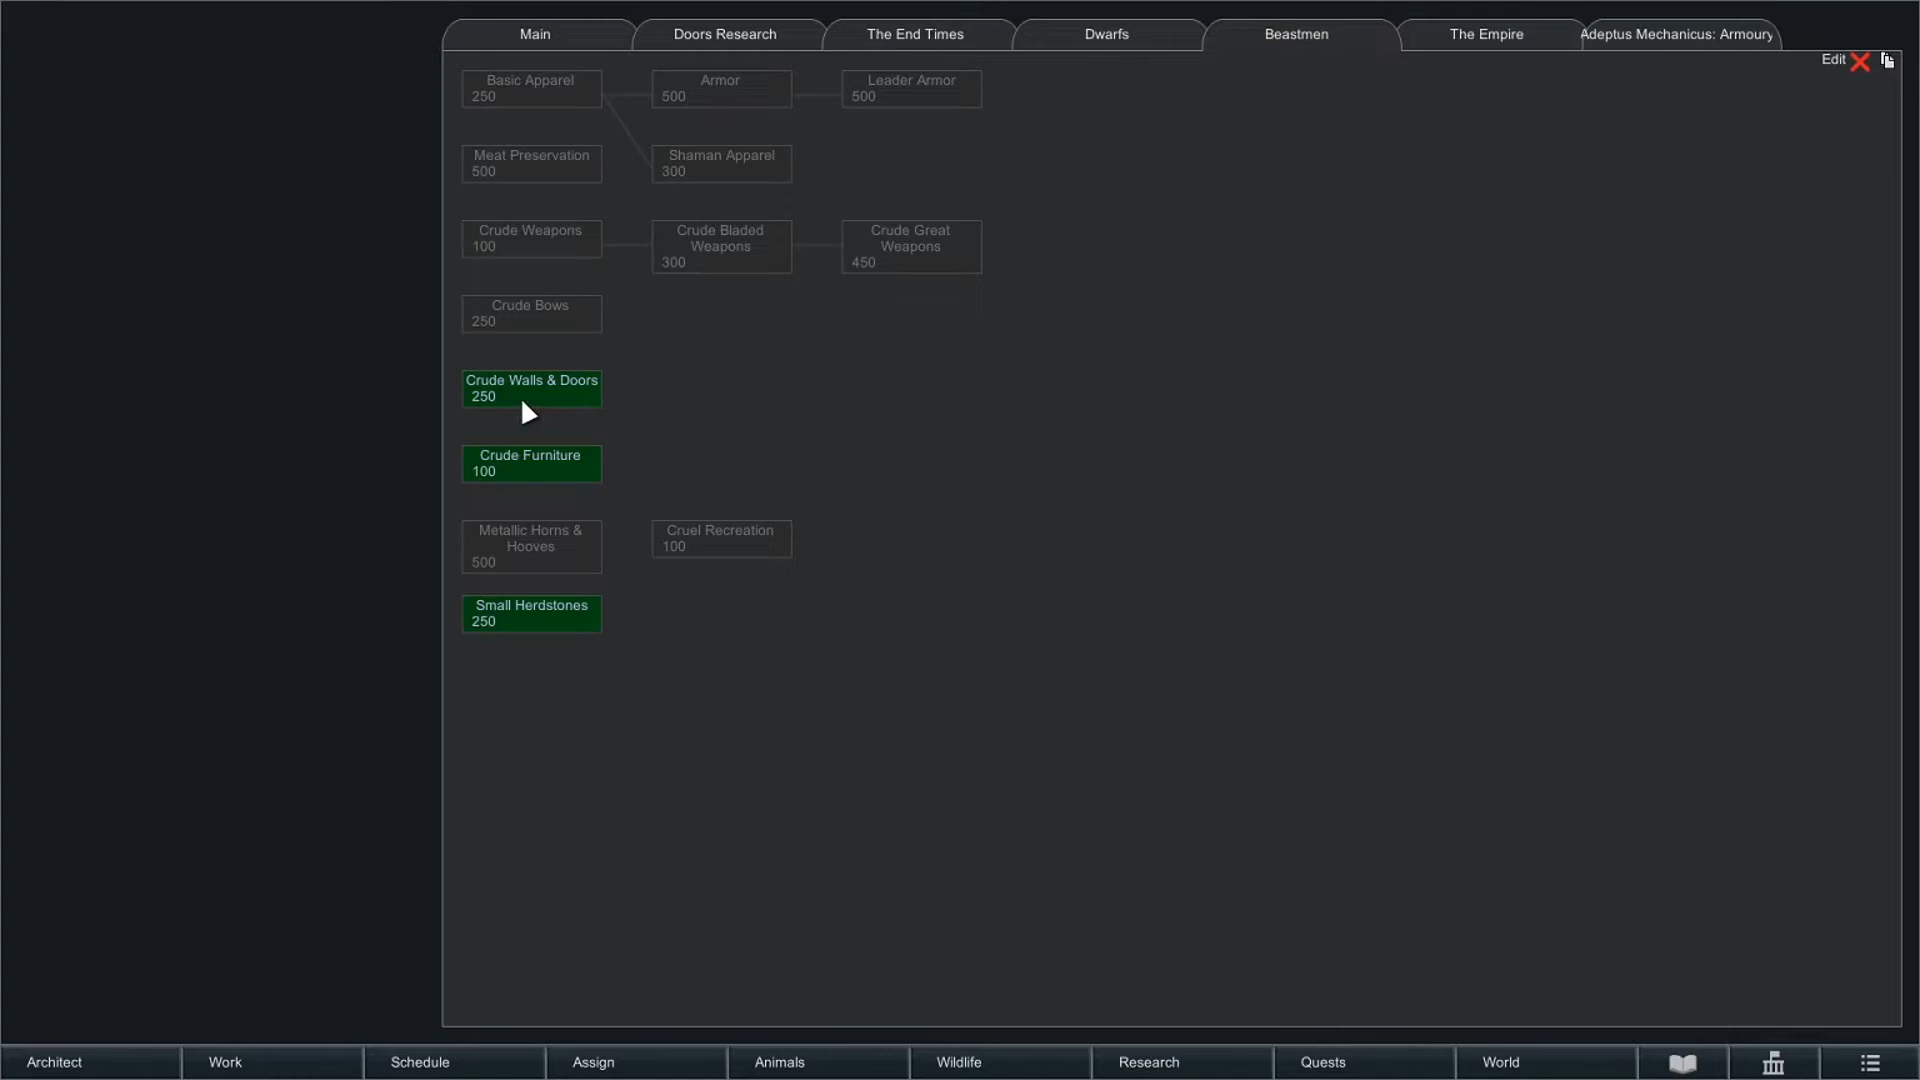 Main
Doors Research
The End Times
Dwarfs
Beastmen
The Empire
Adeptus Mechanicus: Armoury
Edit
Basic Apparel
250
Armor
500
Leader Armor
500
Meat Preservation
500
Shaman Apparel
300
Crude Weapons
100
Crude Bladed
Weapons
300
Crude Great
Weapons
450
Crude Bows
250
Crude Walls & Doors
250
Crude Furniture
100
Metallic Horns &
Hooves
500
Cruel Recreation
100
Small Herdstones
250
Architect
Work
Schedule
Assign
Animals
Wildlife
Research
Quests
World